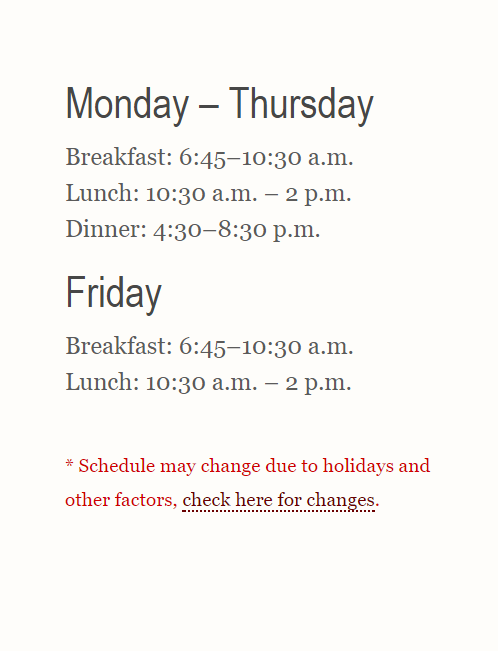 Monday – Thursday
Breakfast: 6:45–10:30 a.m.
Lunch: 10:30 a.m. – 2 p.m.
Dinner: 4:30–8:30 p.m.
Friday
Breakfast: 6:45–10:30 a.m.
Lunch: 10:30 a.m. – 2 p.m.
* Schedule may change due to holidays and
other factors, check here for changes.